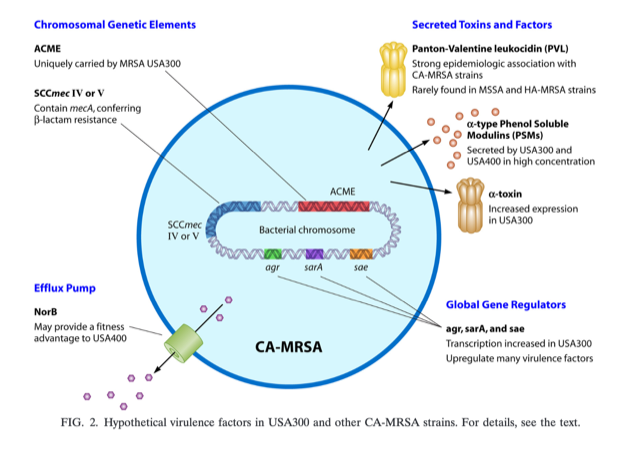 Chromosomal Genetic Elements
ACME
Uniquely carried by MRSA USA300
SCCmec IV or V
Contain mecA, conferring
β-lactam resistance
Secreted Toxins and Factors
Panton-Valentine leukocidin (PVL)
Strong epidemiologic association with
CA-MRSA strains
Rarely found in MSSA and HA-MRSA strains
α-type Phenol Soluble
Modulins (PSMs)
Secreted by USA300 and
USA400 in high concentration
α-toxin
Increased expression
in USA300
ACME
SCCmec
IV or V
Bacterial chromosome
agr
sarA
sae
Efflux Pump
NorB
May provide a fitness
advantage to USA400
Global Gene Regulators
agr, sarA, and sae
Transcription increased in USA300
Upregulate many virulence factors
CA-MRSA
FIG. 2. Hypothetical virulence factors in USA300 and other CA-MRSA strains. For details, see the text.